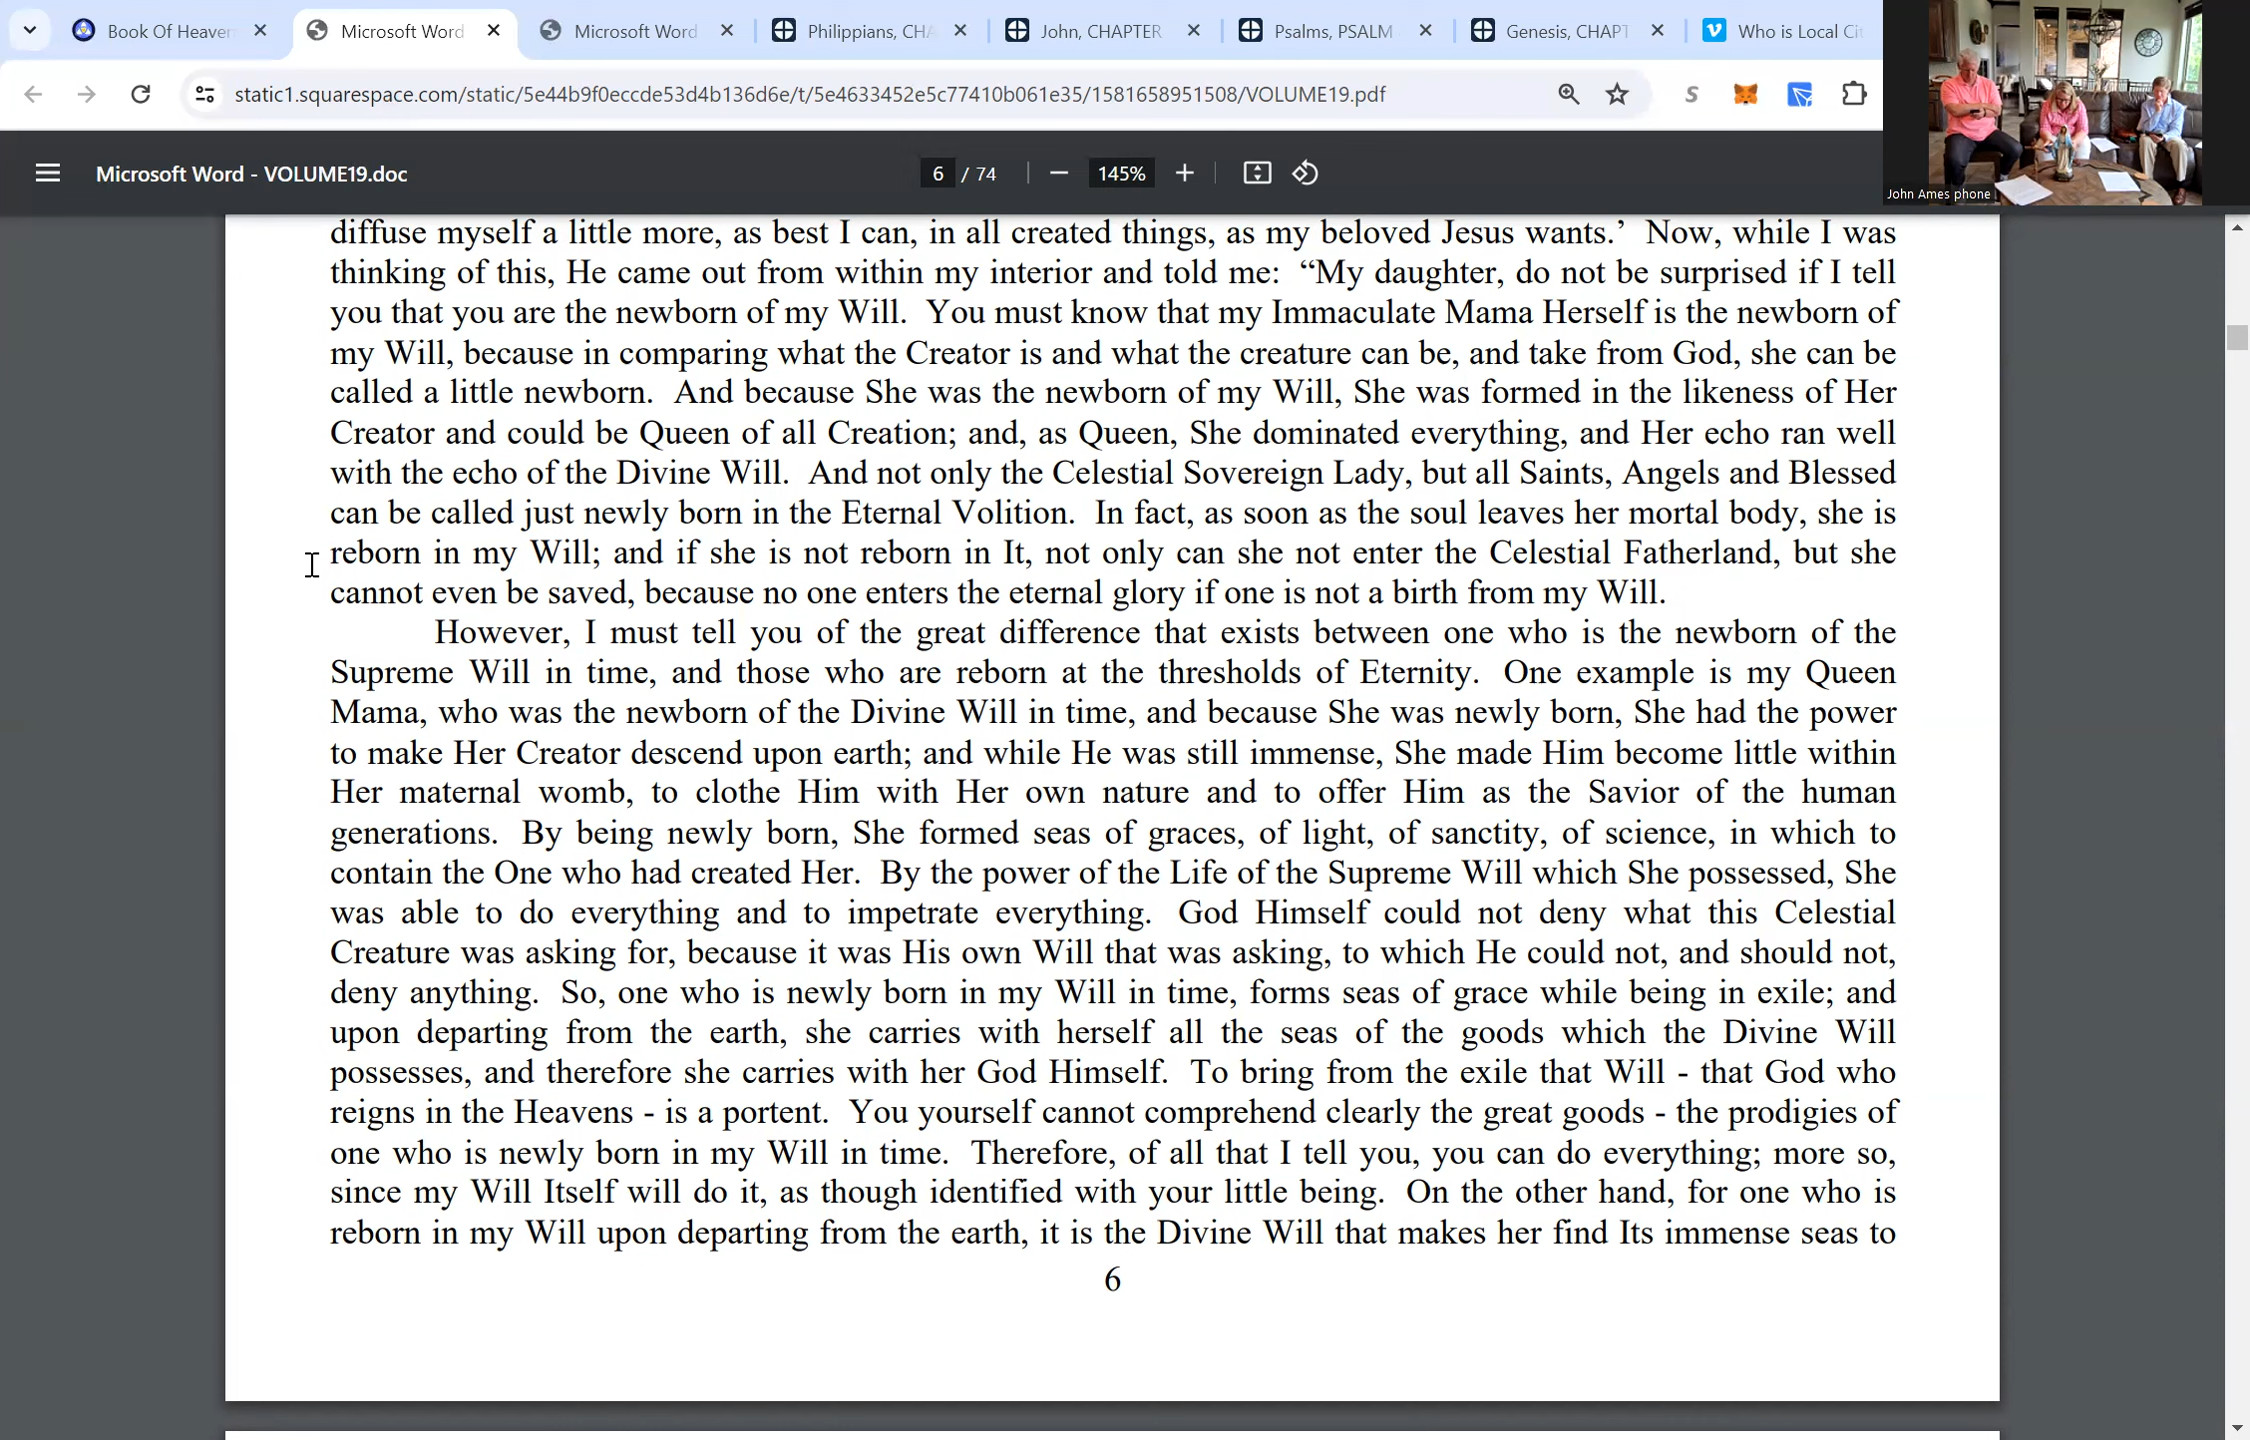 Book Of Heaven
Microsoft Word
Microsoft Word
Philippians, CHA
John, CHAPTER
Psalms, PSALM
Genesis, CHAPT
Who is Local Cit
static1.squarespace.com/static/5e44b9f0eccde53d4b136d6e/t/5e4633452e5c77410b061e35/1581658951508/VOLUME19.pdf
John Ames phone
Microsoft Word - VOLUME19.doc
6 / 74
145%
diffuse myself a little more, as best I can, in all created things, as my beloved Jesus wants.’ Now, while I was
thinking of this, He came out from within my interior and told me: “My daughter, do not be surprised if I tell
you that you are the newborn of my Will. You must know that my Immaculate Mama Herself is the newborn of
my Will, because in comparing what the Creator is and what the creature can be, and take from God, she can be
called a little newborn. And because She was the newborn of my Will, She was formed in the likeness of Her
Creator and could be Queen of all Creation; and, as Queen, She dominated everything, and Her echo ran well
with the echo of the Divine Will. And not only the Celestial Sovereign Lady, but all Saints, Angels and Blessed
can be called just newly born in the Eternal Volition. In fact, as soon as the soul leaves her mortal body, she is
reborn in my Will; and if she is not reborn in It, not only can she not enter the Celestial Fatherland, but she
cannot even be saved, because no one enters the eternal glory if one is not a birth from my Will.
However, I must tell you of the great difference that exists between one who is the newborn of the
Supreme Will in time, and those who are reborn at the thresholds of Eternity. One example is my Queen
Mama, who was the newborn of the Divine Will in time, and because She was newly born, She had the power
to make Her Creator descend upon earth; and while He was still immense, She made Him become little within
Her maternal womb, to clothe Him with Her own nature and to offer Him as the Savior of the human
generations. By being newly born, She formed seas of graces, of light, of sanctity, of science, in which to
contain the One who had created Her. By the power of the Life of the Supreme Will which She possessed, She
was able to do everything and to impetrate everything. God Himself could not deny what this Celestial
Creature was asking for, because it was His own Will that was asking, to which He could not, and should not,
deny anything. So, one who is newly born in my Will in time, forms seas of grace while being in exile; and
upon departing from the earth, she carries with herself all the seas of the goods which the Divine Will
possesses, and therefore she carries with her God Himself. To bring from the exile that Will - that God who
reigns in the Heavens - is a portent. You yourself cannot comprehend clearly the great goods - the prodigies of
one who is newly born in my Will in time. Therefore, of all that I tell you, you can do everything; more so,
since my Will Itself will do it, as though identified with your little being. On the other hand, for one who is
reborn in my Will upon departing from the earth, it is the Divine Will that makes her find Its immense seas to
6